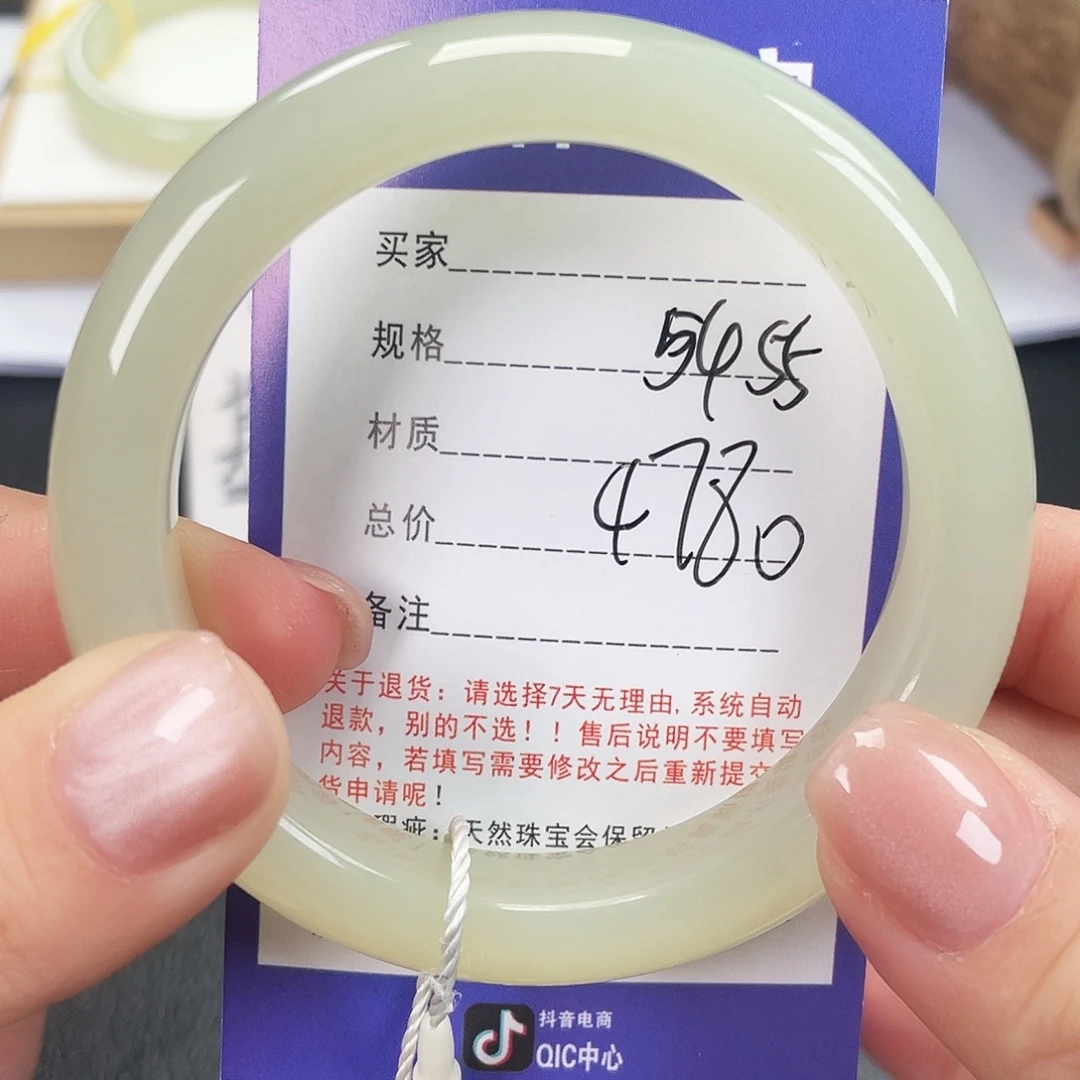 买家
规格 5455
材质
总价 4780
备注
关于退货：请选择7天无理由,系统自动
退款，别的不选！！售后说明不要填写
内容，若填写需要修改之后重新提交
货申请呢！
瑕疵：天然珠宝会保留
抖音电商
QIC中心